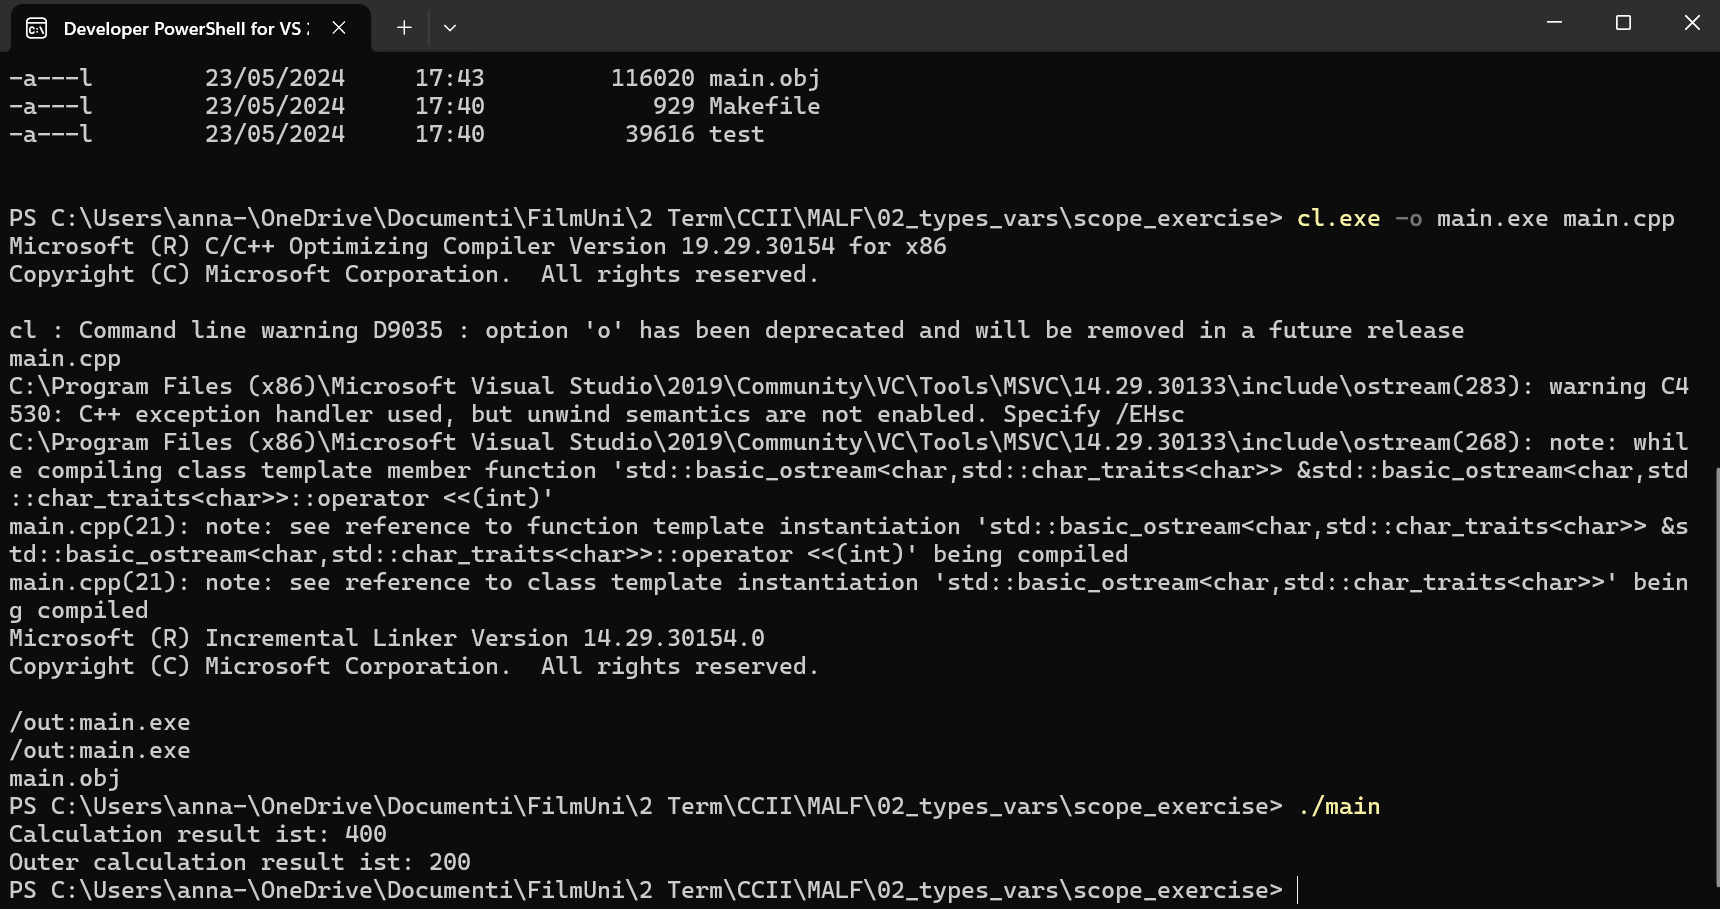 Developer PowerShell for VS
-a---l        23/05/2024     17:43         116020 main.obj
-a---l        23/05/2024     17:40            929 Makefile
-a---l        23/05/2024     17:40          39616 test
PS C:\Users\anna-\OneDrive\Documenti\FilmUni\2 Term\CCII\MALF\02_types_vars\scope_exercise> cl.exe -o main.exe main.cpp
Microsoft (R) C/C++ Optimizing Compiler Version 19.29.30154 for x86
Copyright (C) Microsoft Corporation.  All rights reserved.
cl : Command line warning D9035 : option 'o' has been deprecated and will be removed in a future release
main.cpp
C:\Program Files (x86)\Microsoft Visual Studio\2019\Community\VC\Tools\MSVC\14.29.30133\include\ostream(283): warning C4
530: C++ exception handler used, but unwind semantics are not enabled. Specify /EHsc
C:\Program Files (x86)\Microsoft Visual Studio\2019\Community\VC\Tools\MSVC\14.29.30133\include\ostream(268): note: whil
e compiling class template member function 'std::basic_ostream<char,std::char_traits<char>> &std::basic_ostream<char,std
::char_traits<char>>::operator <<(int)'
main.cpp(21): note: see reference to function template instantiation 'std::basic_ostream<char,std::char_traits<char>> &s
td::basic_ostream<char,std::char_traits<char>>::operator <<(int)' being compiled
main.cpp(21): note: see reference to class template instantiation 'std::basic_ostream<char,std::char_traits<char>>' bein
g compiled
Microsoft (R) Incremental Linker Version 14.29.30154.0
Copyright (C) Microsoft Corporation.  All rights reserved.
/out:main.exe
/out:main.exe
main.obj
PS C:\Users\anna-\OneDrive\Documenti\FilmUni\2 Term\CCII\MALF\02_types_vars\scope_exercise> ./main
Calculation result ist: 400
Outer calculation result ist: 200
PS C:\Users\anna-\OneDrive\Documenti\FilmUni\2 Term\CCII\MALF\02_types_vars\scope_exercise>